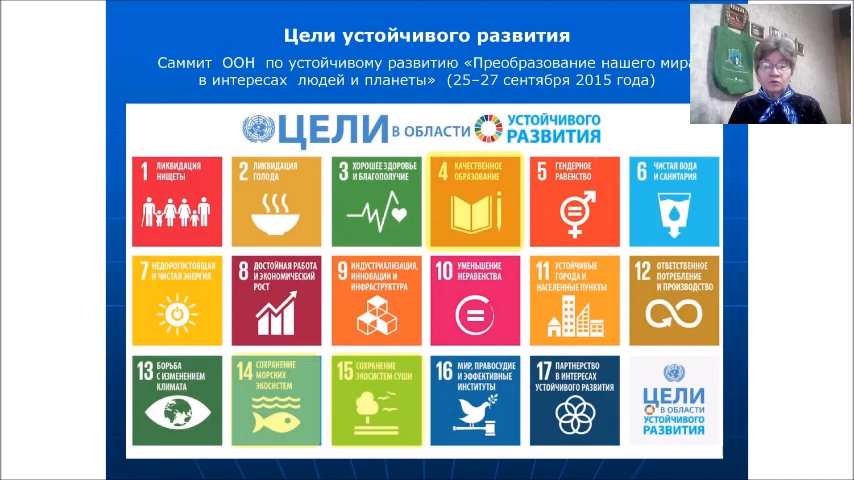 Цели устойчивого развития
Саммит ООН по устойчивому развитию «Преобразование нашего мира
в интересах людей и планеты» (25–27 сентября 2015 года)
ЦЕЛИ В ОБЛАСТИ УСТОЙЧИВОГО
РАЗВИТИЯ
1 ЛИКВИДАЦИЯ
НИЩЕТЫ
2 ЛИКВИДАЦИЯ
ГОЛОДА
3 ХОРОШЕЕ ЗДОРОВЬЕ
И БЛАГОПОЛУЧИЕ
4 КАЧЕСТВЕННОЕ
ОБРАЗОВАНИЕ
5 ГЕНДЕРНОЕ
РАВЕНСТВО
6 ЧИСТАЯ ВОДА
И САНИТАРИЯ
7 НЕДОРОГОСТОЯЩАЯ
И ЧИСТАЯ ЭНЕРГИЯ
8 ДОСТОЙНАЯ РАБОТА
И ЭКОНОМИЧЕСКИЙ
РОСТ
9 ИНДУСТРИАЛИЗАЦИЯ,
ИННОВАЦИИ И
ИНФРАСТРУКТУРА
10 УМЕНЬШЕНИЕ
НЕРАВЕНСТВА
11 УСТОЙЧИВЫЕ
ГОРОДА И
НАСЕЛЕННЫЕ ПУНКТЫ
12 ОТВЕТСТВЕННОЕ
ПОТРЕБЛЕНИЕ
И ПРОИЗВОДСТВО
13 БОРЬБА
С ИЗМЕНЕНИЕМ
КЛИМАТА
14 СОХРАНЕНИЕ
МОРСКИХ
ЭКОСИСТЕМ
15 СОХРАНЕНИЕ
ЭКОСИСТЕМ СУШИ
16 МИР, ПРАВОСУДИЕ
И ЭФФЕКТИВНЫЕ
ИНСТИТУТЫ
17 ПАРТНЕРСТВО
В ИНТЕРЕСАХ
УСТОЙЧИВОГО РАЗВИТИЯ
ЦЕЛИ
В ОБЛАСТИ
УСТОЙЧИВОГО
РАЗВИТИЯ